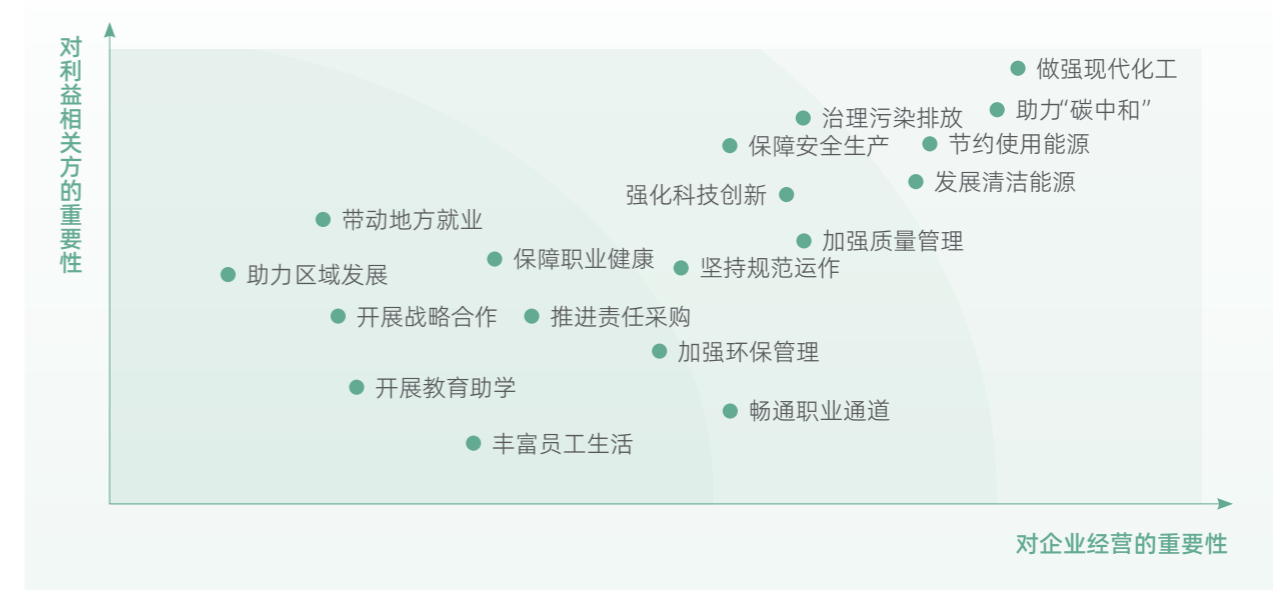 对利益相关方的重要性
做强现代化工
助力“碳中和”
治理污染排放
节约使用能源
保障安全生产
发展清洁能源
强化科技创新
带动地方就业
加强质量管理
保障职业健康
坚持规范运作
助力区域发展
开展战略合作
推进责任采购
加强环保管理
开展教育助学
畅通职业通道
丰富员工生活
对企业经营的重要性